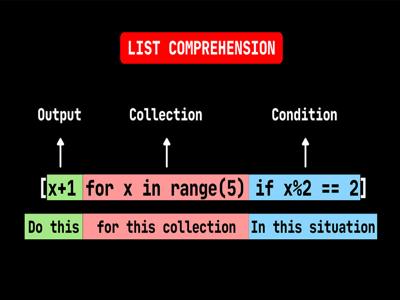 LIST COMPREHENSION
Output Collection Condition
[x+1 for x in range(5) if x%2 == 2]
Do this for this collection In this situation